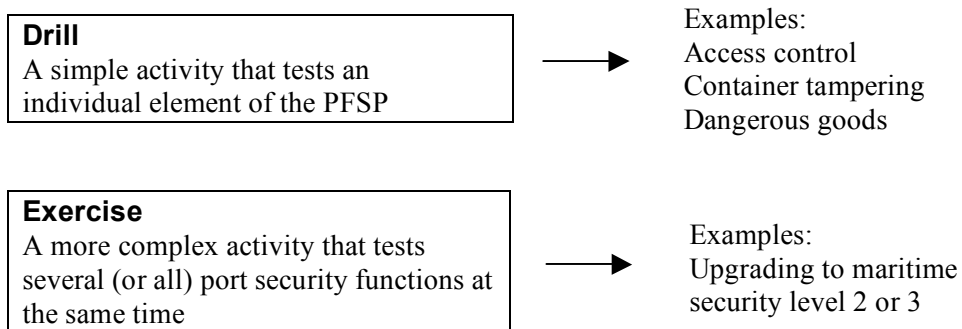 Drill
A simple activity that tests an
individual element of the PFSP
Examples:
Access control
Container tampering
Dangerous goods
Exercise
A more complex activity that tests
several (or all) port security functions at
the same time
Examples:
Upgrading to maritime
security level 2 or 3